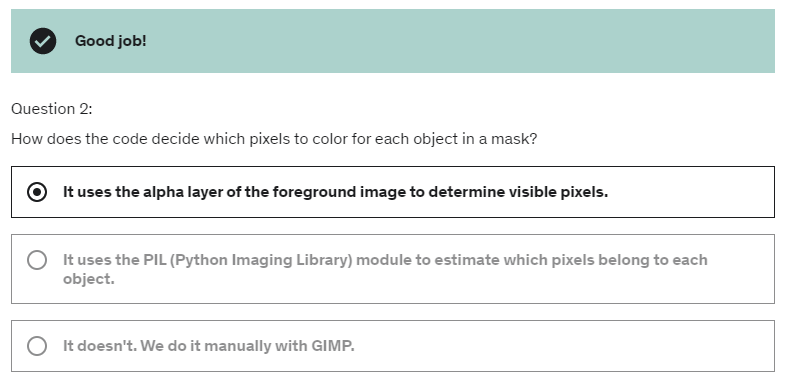 Good job!
Question 2:
How does the code decide which pixels to color for each object in a mask?
It uses the alpha layer of the foreground image to determine visible pixels.
It uses the PIL (Python Imaging Library) module to estimate which pixels belong to each
object.
It doesn't. We do it manually with GIMP.